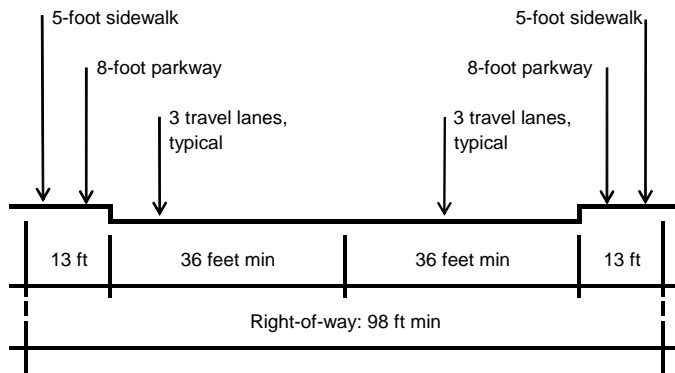 5-foot sidewalk
5-foot sidewalk
8-foot parkway
8-foot parkway
3 travel lanes,
typical
3 travel lanes,
typical
13 ft
36 feet min
36 feet min
13 ft
Right-of-way: 98 ft min